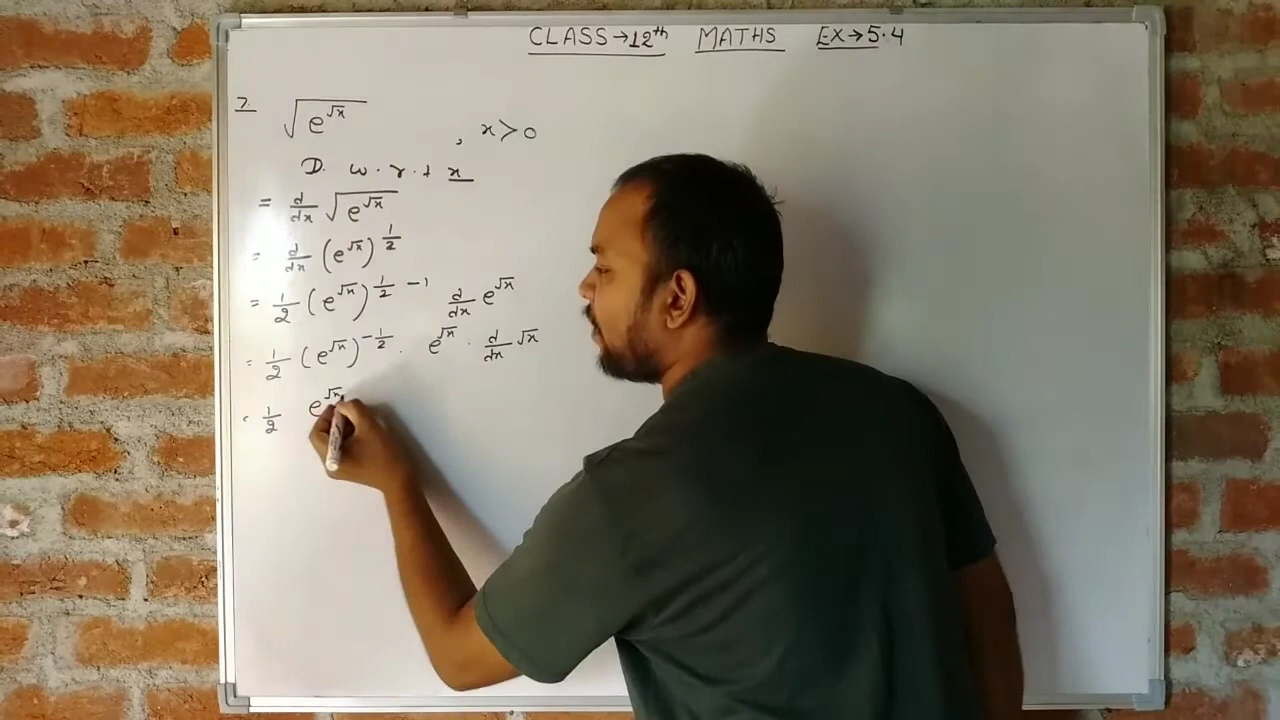 CLASS→12th MATHS EX→5.4
7. √(e^√x) , x>0
D. w.r.t x
= d/dx √(e^√x)
= d/dx (e^√x)^1/2
= 1/2 (e^√x)^1/2 -1 d/dx e^√x
= 1/2 (e^√x)^-1/2 . e^√x . d/dx √x
= 1/2 e^√x